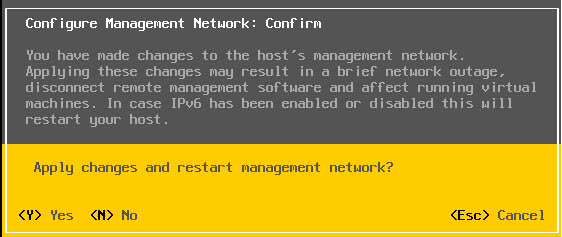 Configure Management Network: Confirm
You have made changes to the host's management network.
Applying these changes may result in a brief network outage,
disconnect remote management software and affect running virtual
machines. In case IPv6 has been enabled or disabled this will
restart your host.
Apply changes and restart management network?
<Y> Yes <N> No <Esc> Cancel